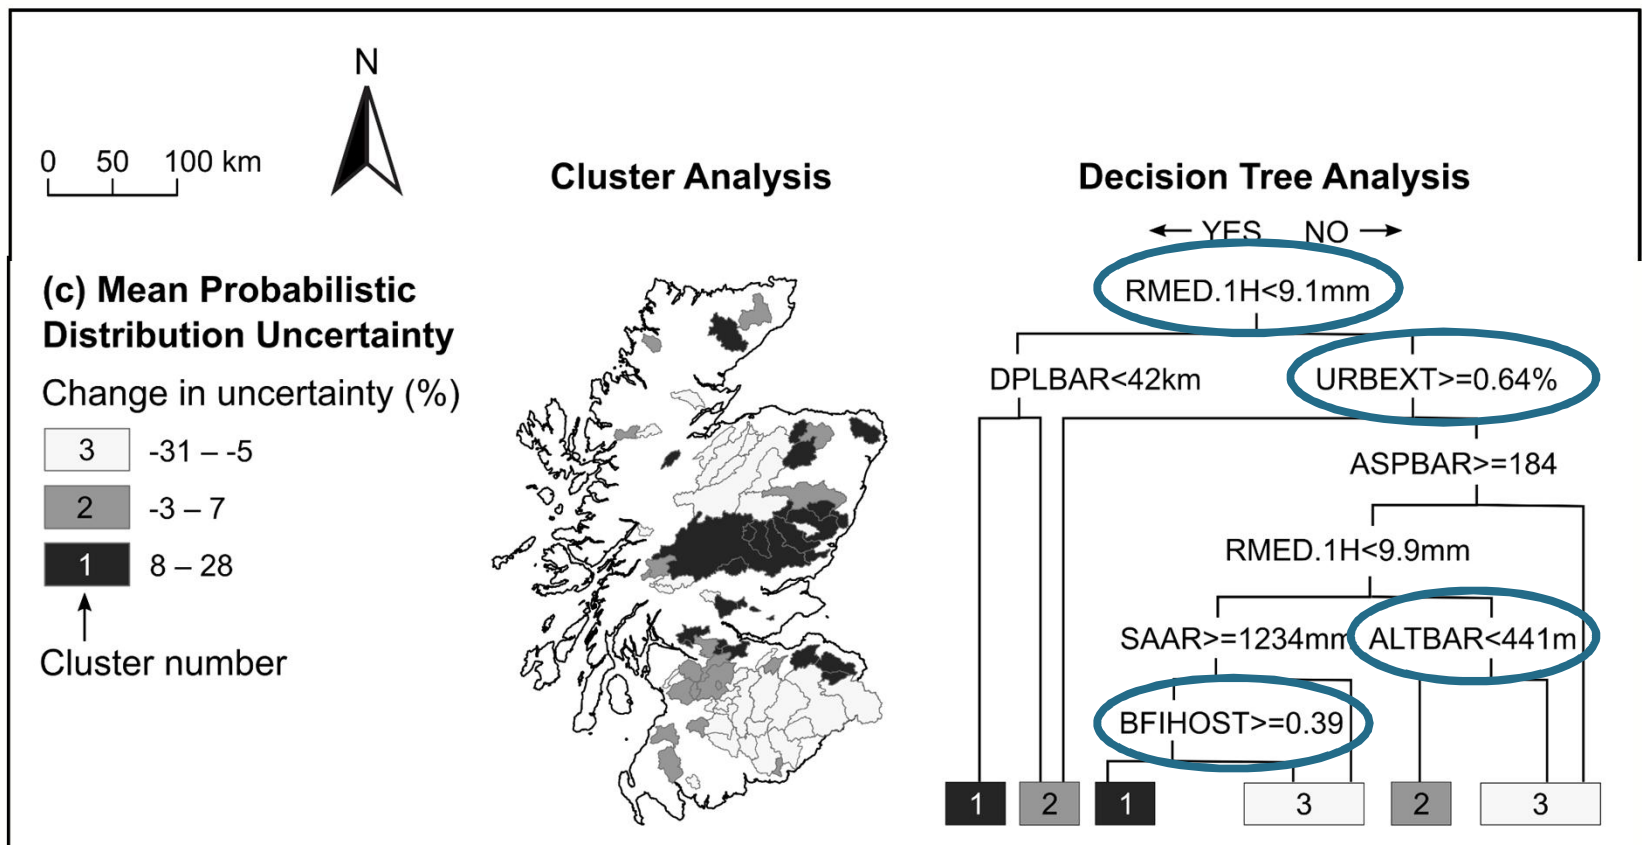 N
0 50 100 km
Cluster Analysis
Decision Tree Analysis
YES NO
(c) Mean Probabilistic
Distribution Uncertainty
Change in uncertainty (%)
3 -31 – -5
2 -3 – 7
1 8 – 28
Cluster number
RMED.1H<9.1mm
DPLBAR<42km
URBEXT>=0.64%
ASPBAR>=184
RMED.1H<9.9mm
SAAR>=1234mm
ALTBAR<441m
BFIHOST>=0.39
1 2 1 3 2 3